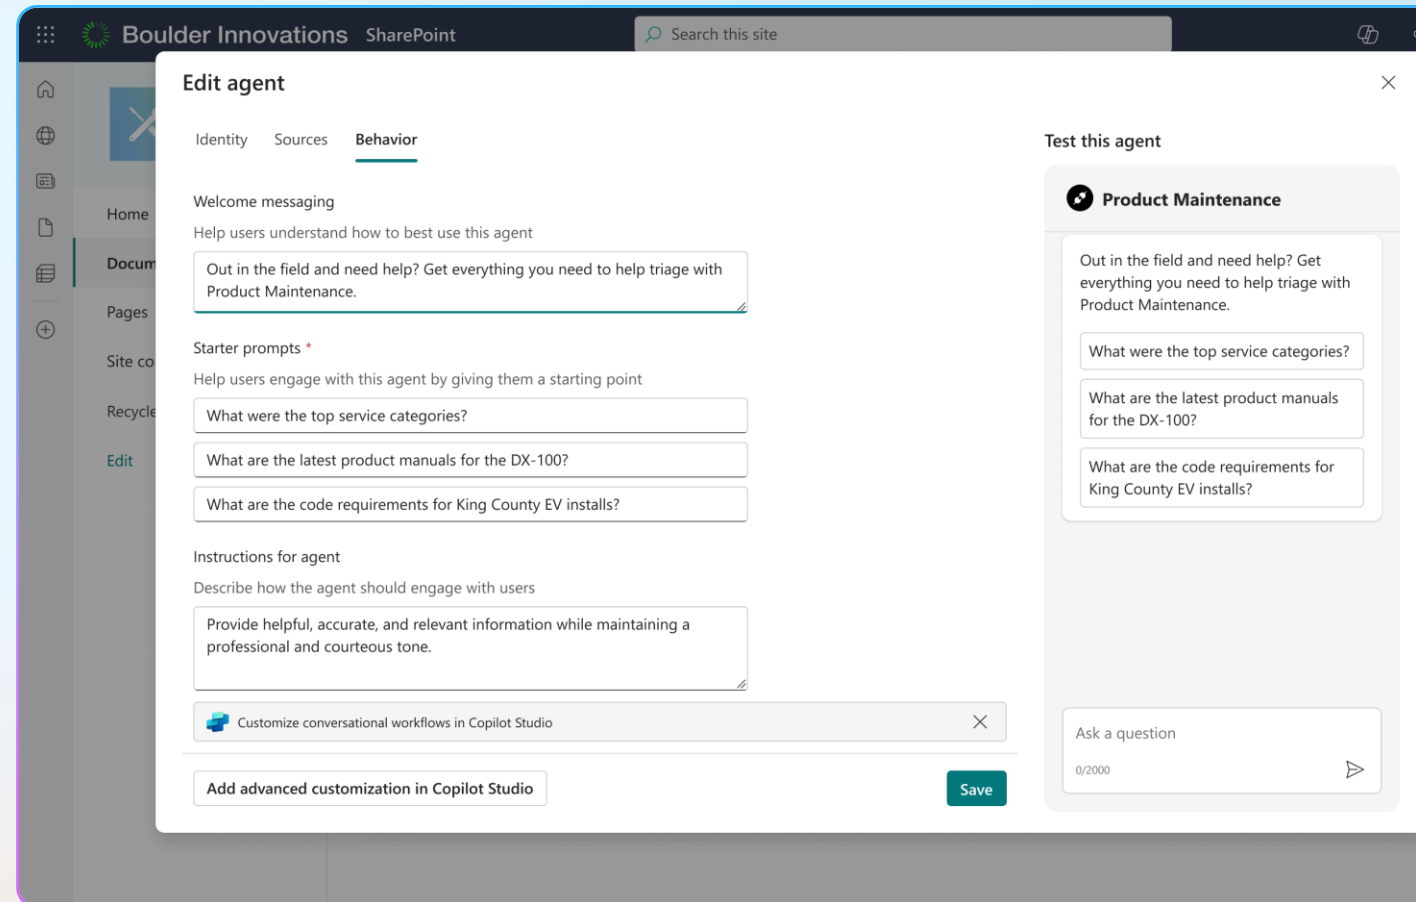 Boulder Innovations SharePoint
Search this site
Edit agent
Identity Sources Behavior
Home
Docum
Pages
Site co
Recycle
Edit
Welcome messaging
Help users understand how to best use this agent
Out in the field and need help? Get everything you need to help triage with
Product Maintenance.
Starter prompts *
Help users engage with this agent by giving them a starting point
What were the top service categories?
What are the latest product manuals for the DX-100?
What are the code requirements for King County EV installs?
Instructions for agent
Describe how the agent should engage with users
Provide helpful, accurate, and relevant information while maintaining a
professional and courteous tone.
Customize conversational workflows in Copilot Studio
Add advanced customization in Copilot Studio
Save
Test this agent
Product Maintenance
Out in the field and need help? Get
everything you need to help triage with
Product Maintenance.
What were the top service categories?
What are the latest product manuals
for the DX-100?
What are the code requirements for
King County EV installs?
Ask a question
0/2000